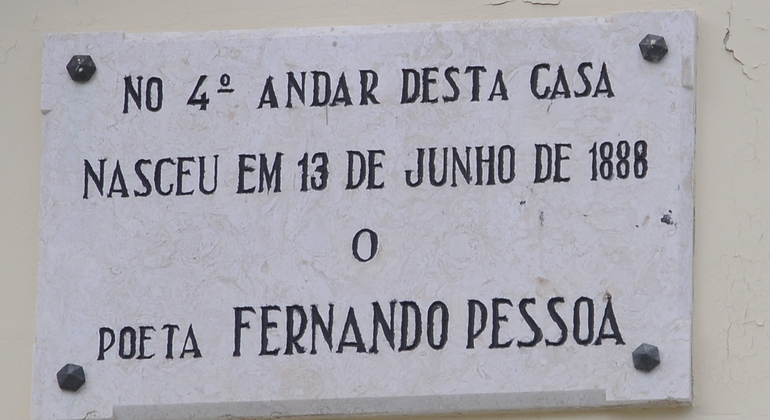 NO 4º ANDAR DESTA CASA
NASCEU EM 13 DE JUNHO DE 1888
O
POETA FERNANDO PESSOA